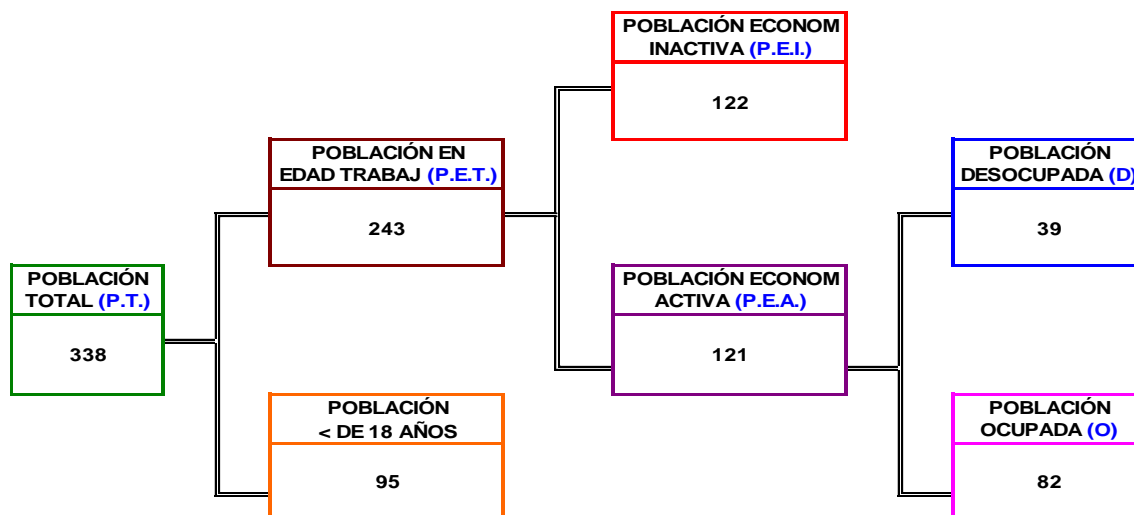 POBLACIÓN ECONOM
INACTIVA (P.E.I.)
122
POBLACIÓN EN
EDAD TRABAJ (P.E.T.)
243
POBLACIÓN
DESOCUPADA (D)
39
POBLACIÓN
TOTAL (P.T.)
338
POBLACIÓN ECONOM
ACTIVA (P.E.A.)
121
POBLACIÓN
< DE 18 AÑOS
95
POBLACIÓN
OCUPADA (O)
82